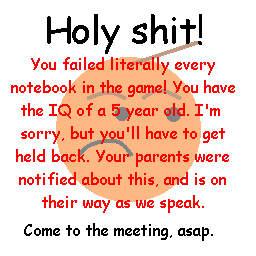 Holy shit!
You failed literally every
notebook in the game! You have
the IQ of a 5 year old. I'm
sorry, but you'll have to get
held back. Your parents were
notified about this, and is on
their way as we speak.
Come to the meeting, asap.